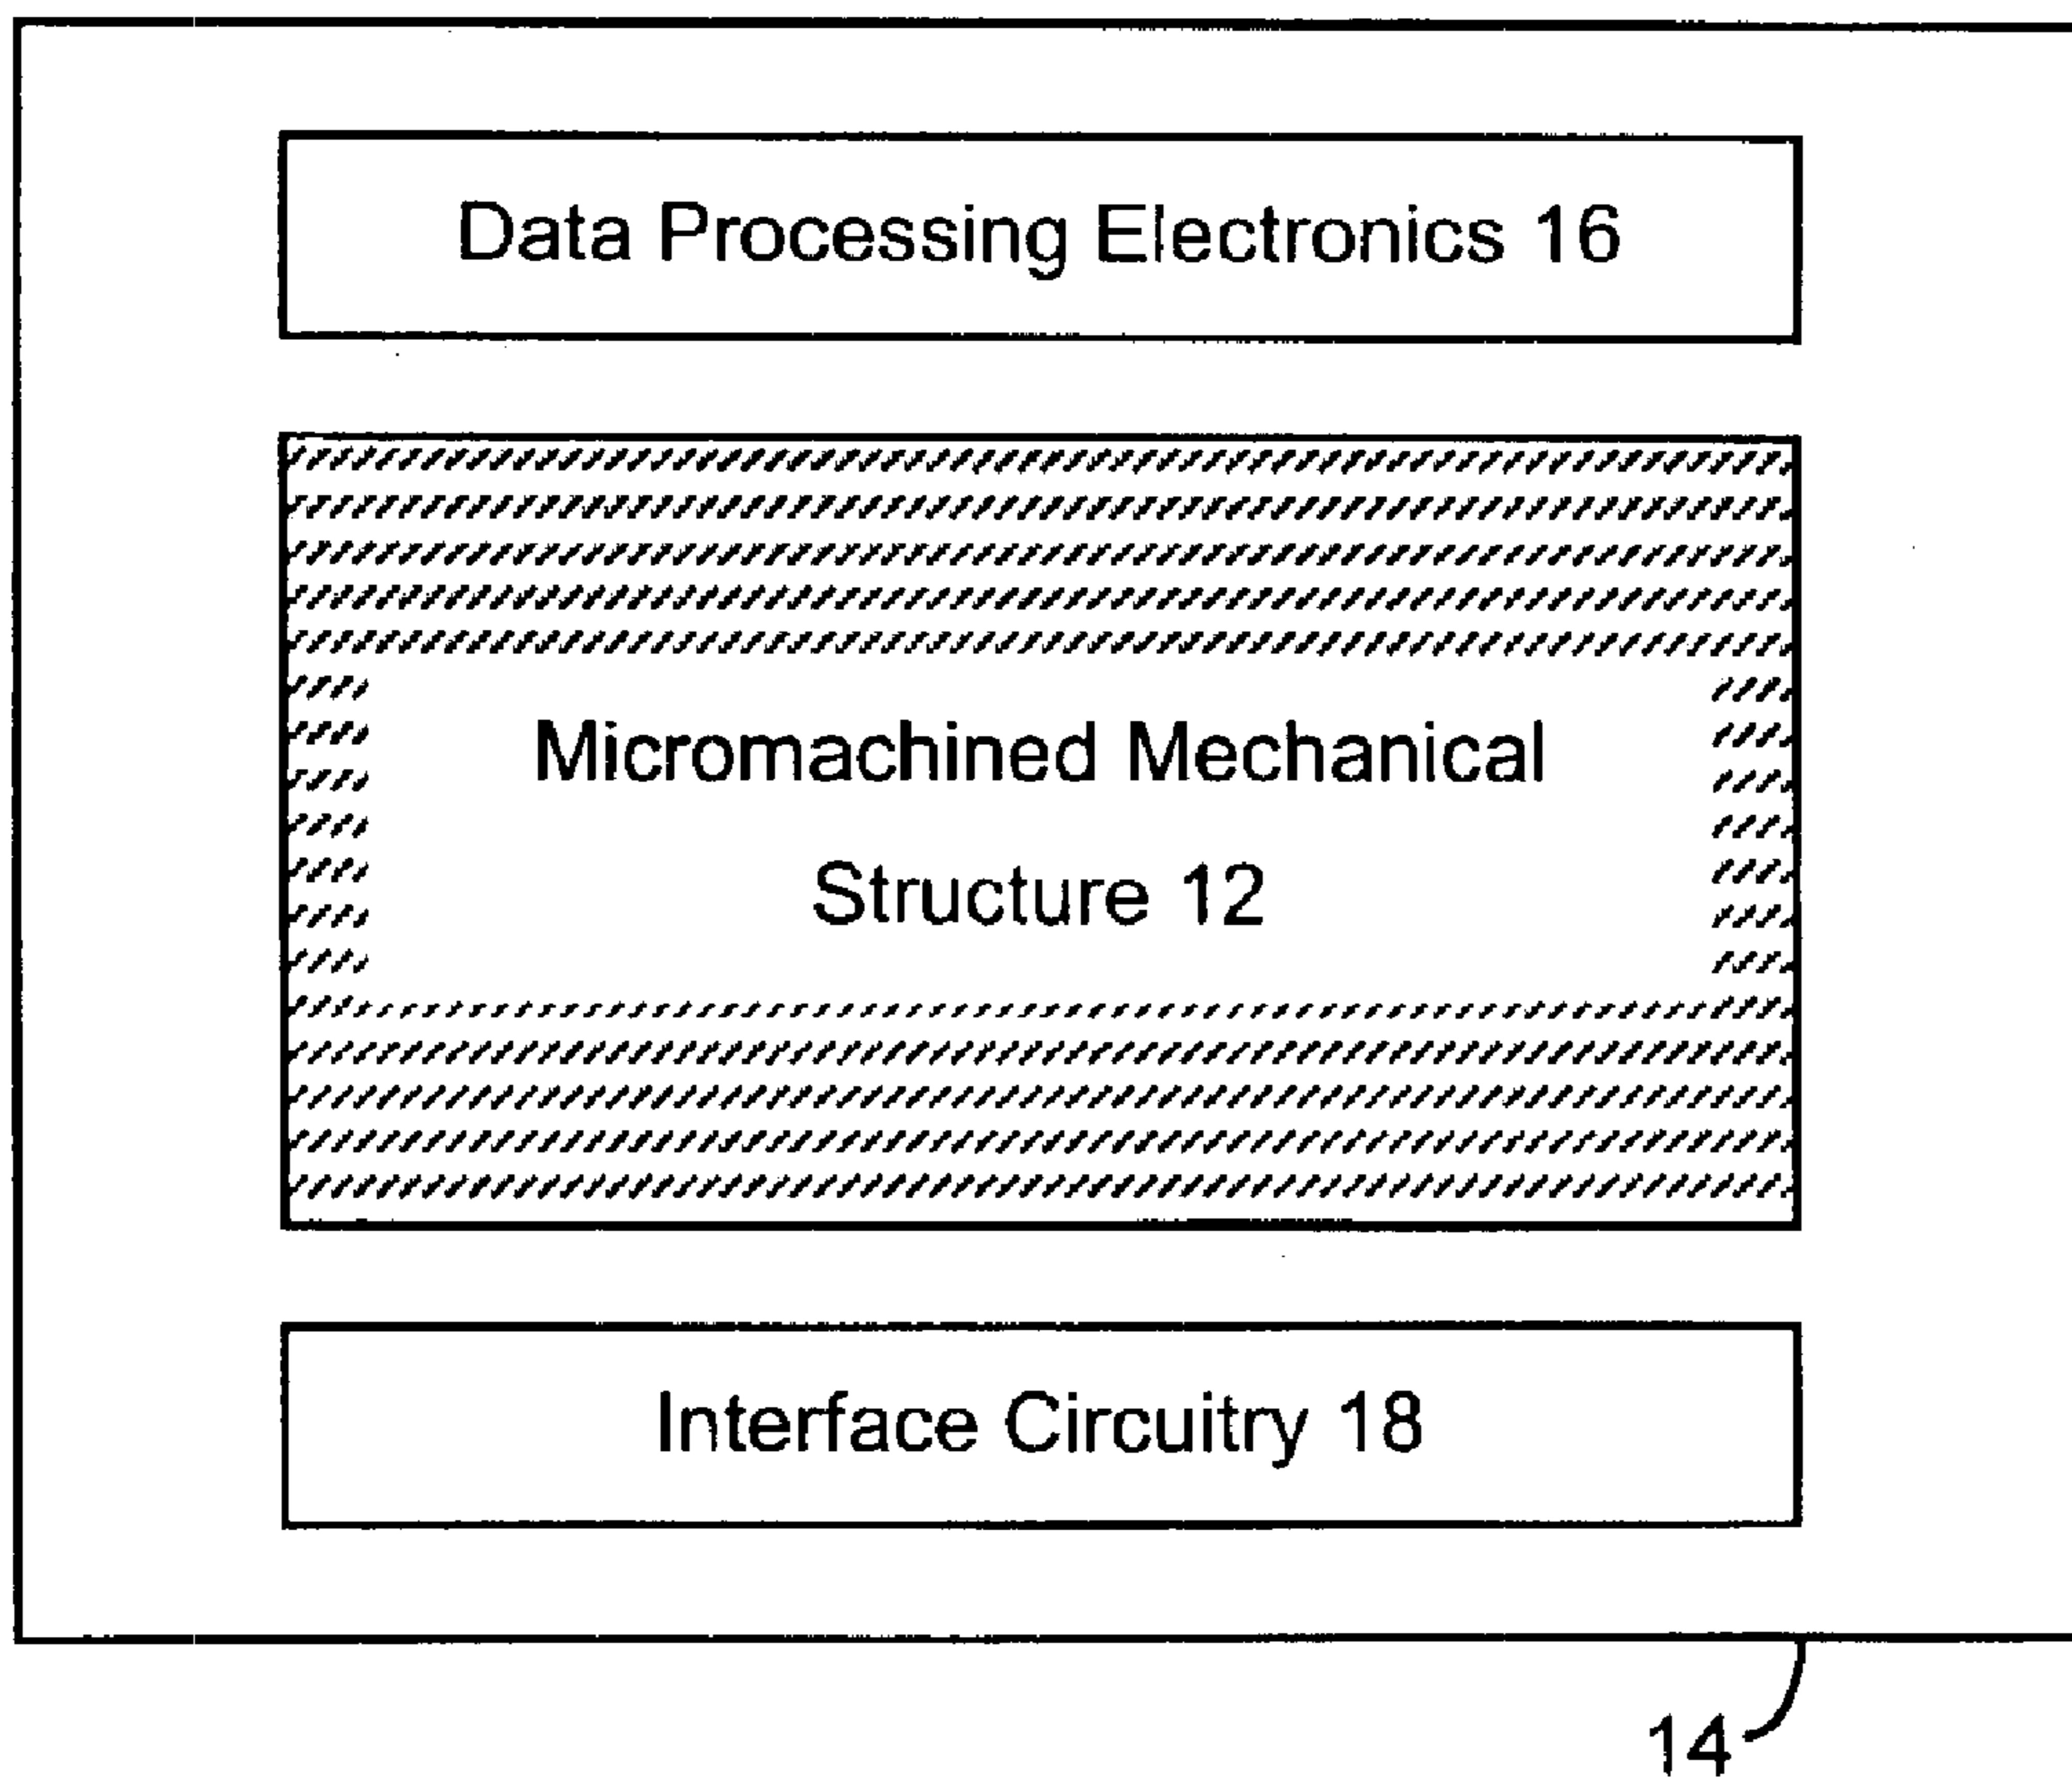 Data Processing Electronics 16
Micromachined Mechanical
Structure 12
Interface Circuitry 18
14